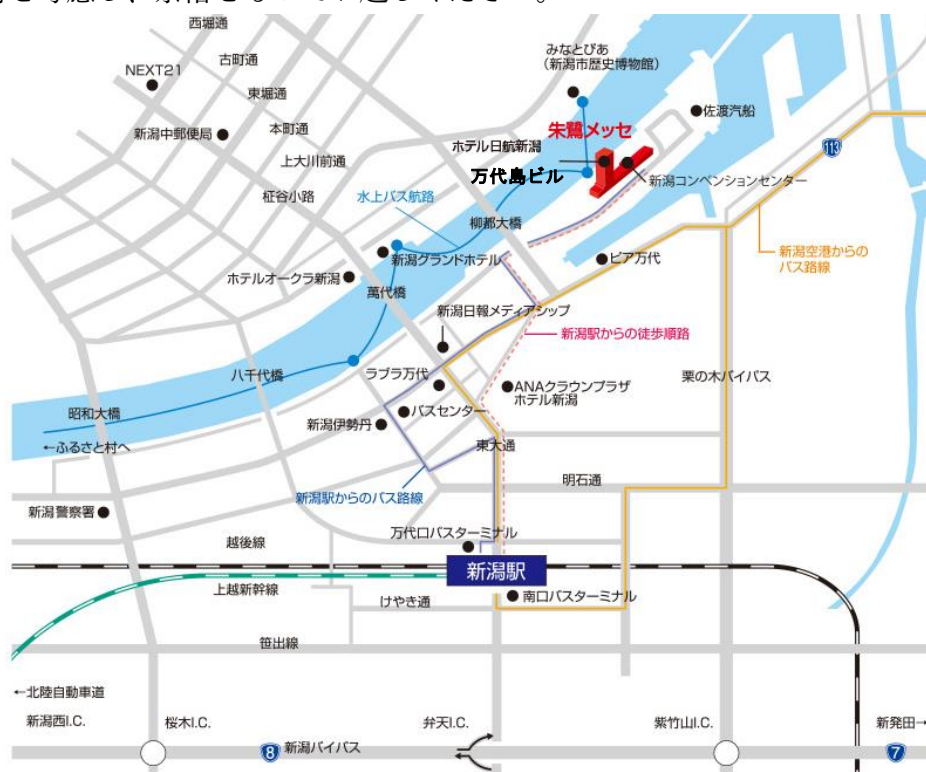 西堀通
古町通
NEXT21
東堀通
新潟中郵便局
本町通
上大川前通
柾谷小路
みなとぴあ
(新潟市歴史博物館)
佐渡汽船
朱鷺メッセ
ホテル日航新潟
万代島ビル
新潟コンベンションセンター
113
水上バス航路
柳都大橋
新潟グランドホテル
ホテルオークラ新潟
萬代橋
ピア万代
新潟空港からの
バス路線
新潟日報メディアシップ
新潟駅からの徒歩順路
八千代橋
ラブラ万代
栗の木バイパス
ANAクラウンプラザ
ホテル新潟
昭和大橋
バスセンター
新潟伊勢丹
←ふるさと村へ
東大通
新潟駅からのバス路線
明石通
新潟警察署
万代口バスターミナル
越後線
新潟駅
上越新幹線
けやき通
南口バスターミナル
笹出線
←北陸自動車道
新潟西I.C.
桜木I.C.
弁天I.C.
紫竹山I.C.
新発田→
8
新潟バイパス
7